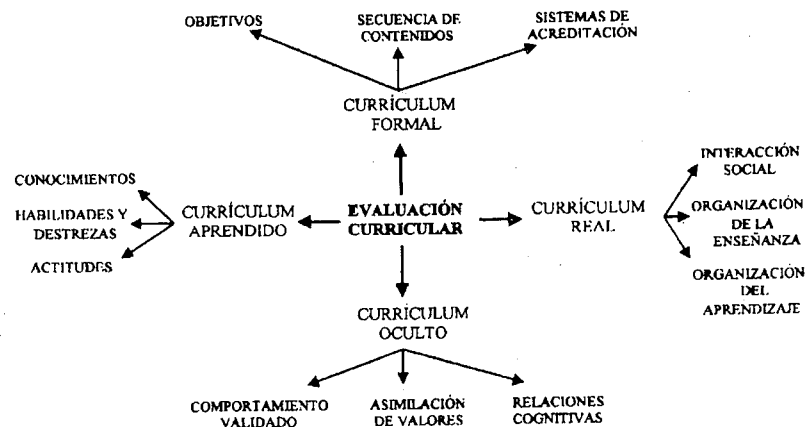 OBJETIVOS
SECUENCIA DE
CONTENIDOS
SISTEMAS DE
ACREDITACIÓN
CURRÍCULUM
FORMAL
CONOCIMIENTOS
HABILIDADES Y
DESTREZAS
ACTITUDES
CURRÍCULUM
APRENDIDO
EVALUACIÓN
CURRICULAR
CURRÍCULUM
REAL
INTERACCIÓN
SOCIAL
ORGANIZACIÓN
DE LA
ENSEÑANZA
ORGANIZACIÓN
DEL
APRENDIZAJE
CURRÍCULUM
OCULTO
COMPORTAMIENTO
VALIDADO
ASIMILACIÓN
DE VALORES
RELACIONES
COGNITIVAS